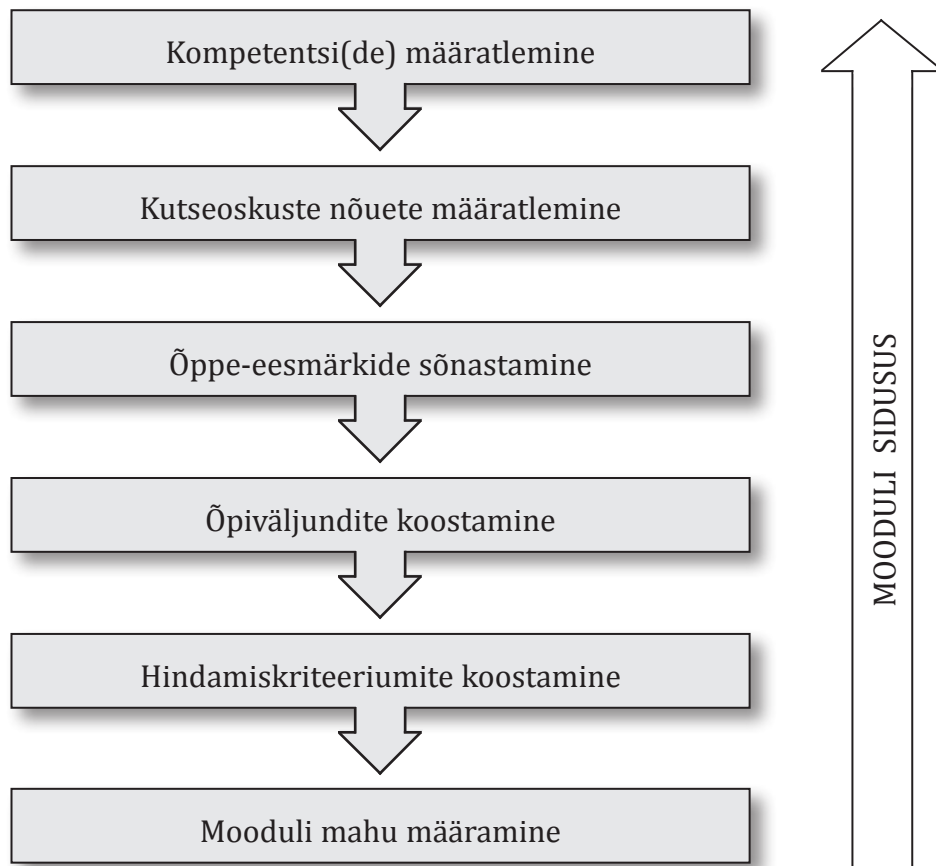 Kompetentsi(de) määratlemine
Kutseoskuste nõuete määratlemine
Õppe-eesmärkide sõnastamine
Õpiväljundite koostamine
Hindamiskriteeriumite koostamine
Mooduli mahu määramine
MOODULI SIDUSUS